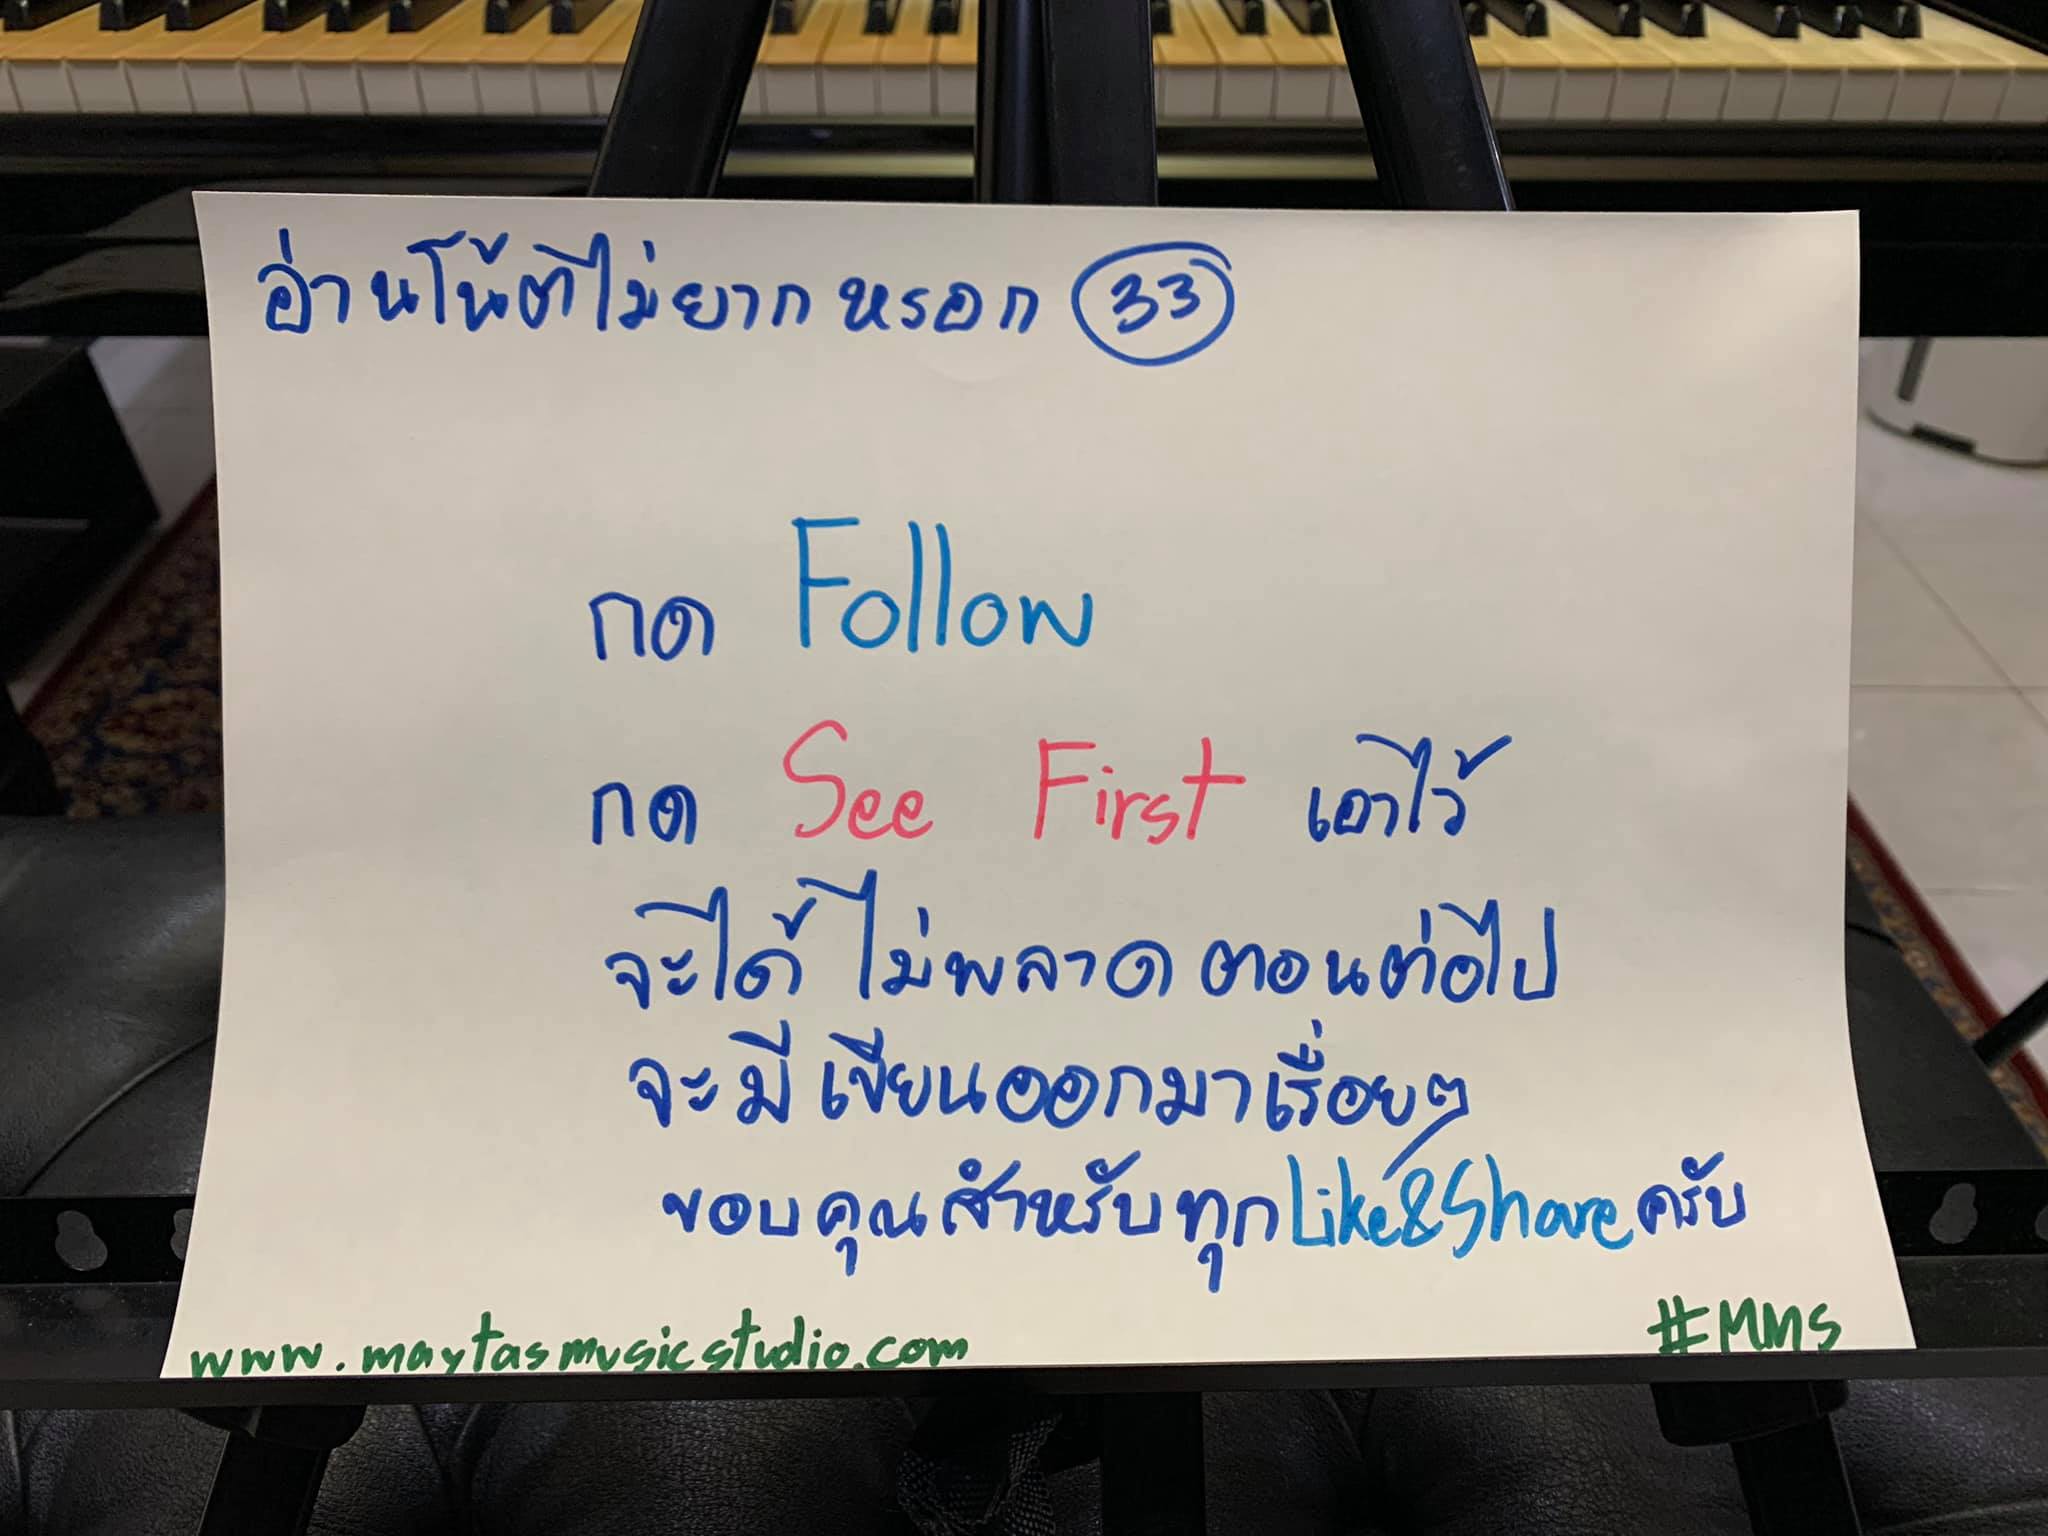 อ่านโน้ตไม่ยากหรอก 33
กด Follow
กด See First เอาไว้
จะได้ไม่พลาดตอนต่อไป
จะมีเขียนออกมาเรื่อยๆ
ขอบคุณสำหรับทุก Like & Share ครับ
www.maytasmusicstudio.com #MMS